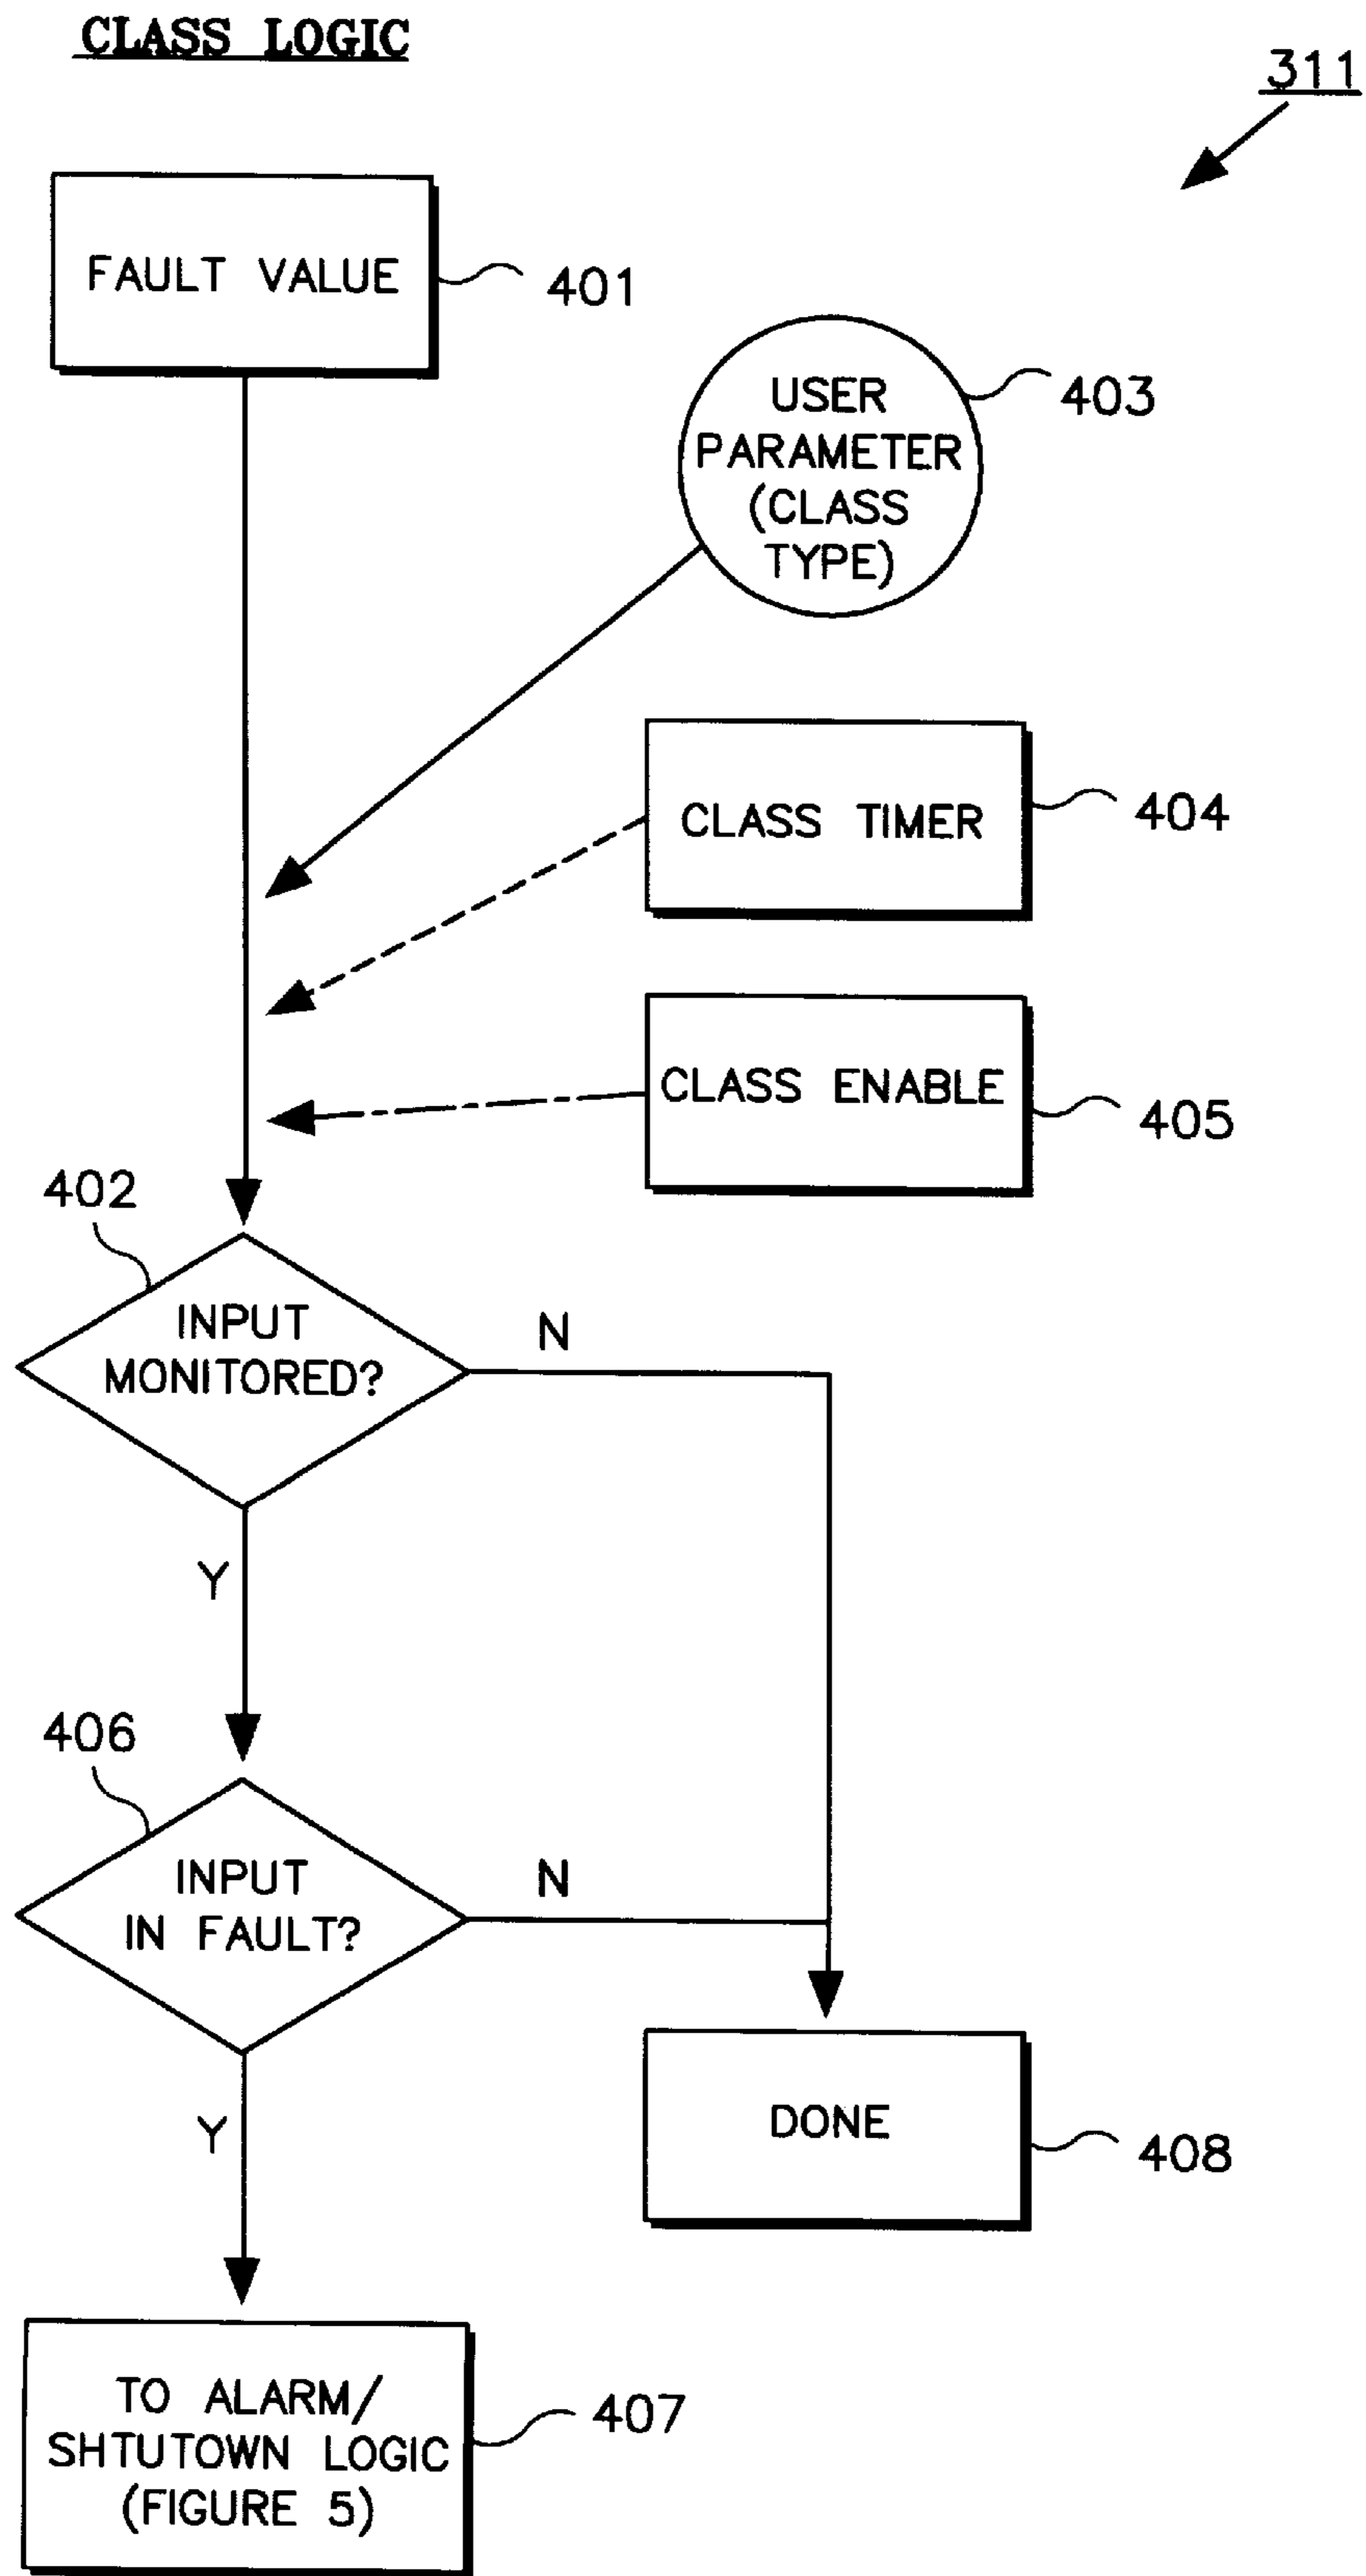 CLASS LOGIC
311
FAULT VALUE
401
USER
PARAMETER
(CLASS
TYPE)
403
CLASS TIMER
404
CLASS ENABLE
405
402
INPUT
MONITORED?
N
Y
406
INPUT
IN FAULT?
N
Y
DONE
408
TO ALARM/
SHTUTOWN LOGIC
(FIGURE 5)
407